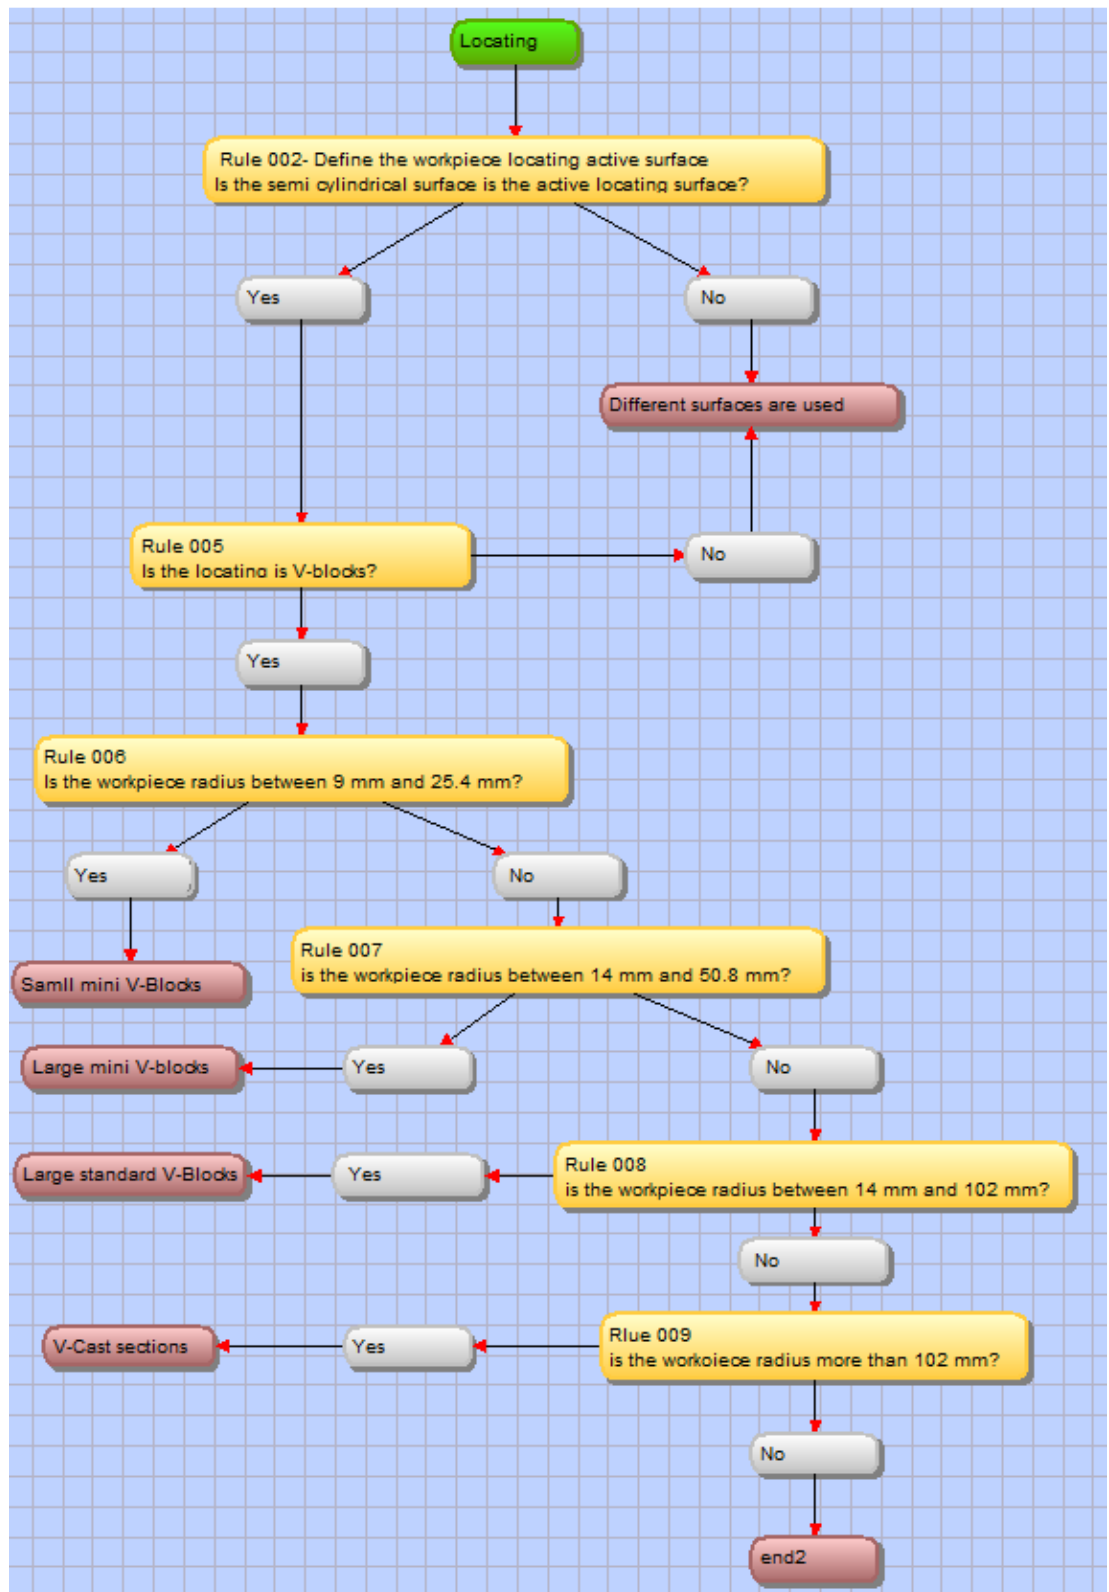 Locating
Rule 002- Define the workpiece locating active surface
Is the semi cylindrical surface is the active locating surface?
Yes
No
Different surfaces are used
Rule 005
Is the locating is V-blocks?
No
Yes
Rule 006
Is the workpiece radius between 9 mm and 25.4 mm?
Yes
No
Rule 007
is the workpiece radius between 14 mm and 50.8 mm?
Samll mini V-Blocks
Large mini V-blocks
Yes
No
Large standard V-Blocks
Yes
Rule 008
is the workpiece radius between 14 mm and 102 mm?
No
V-Cast sections
Yes
Rlue 009
is the workpiece radius more than 102 mm?
No
end2